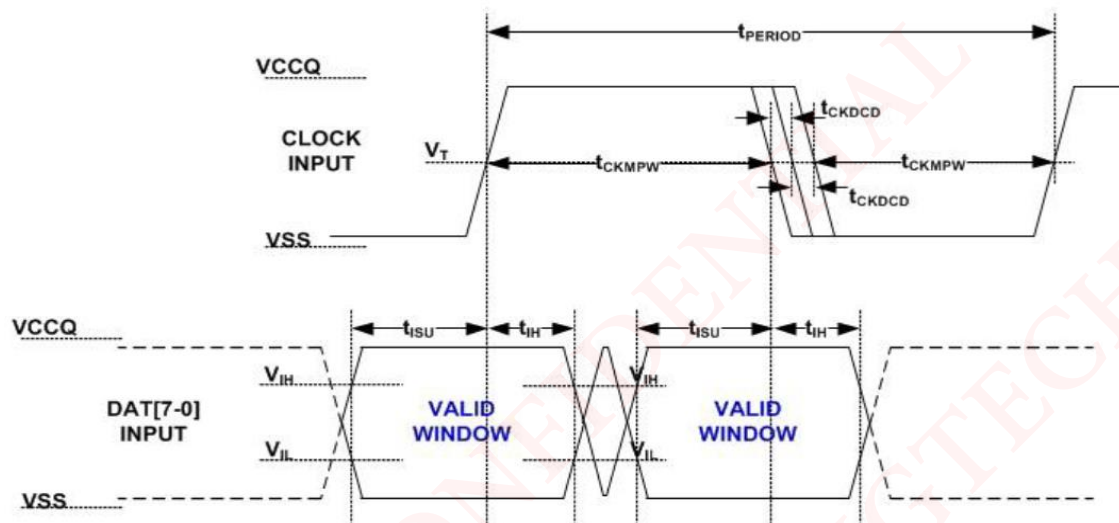 tPERIOD
VCCQ
tCKDCD
CLOCK
INPUT
VT
tCKMPW
tCKMPW
tCKDCD
VSS
VCCQ
tISU
tIH
tISU
tIH
VIH
VIH
DAT[7-0]
INPUT
VALID
WINDOW
VALID
WINDOW
VIL
VIL
VSS